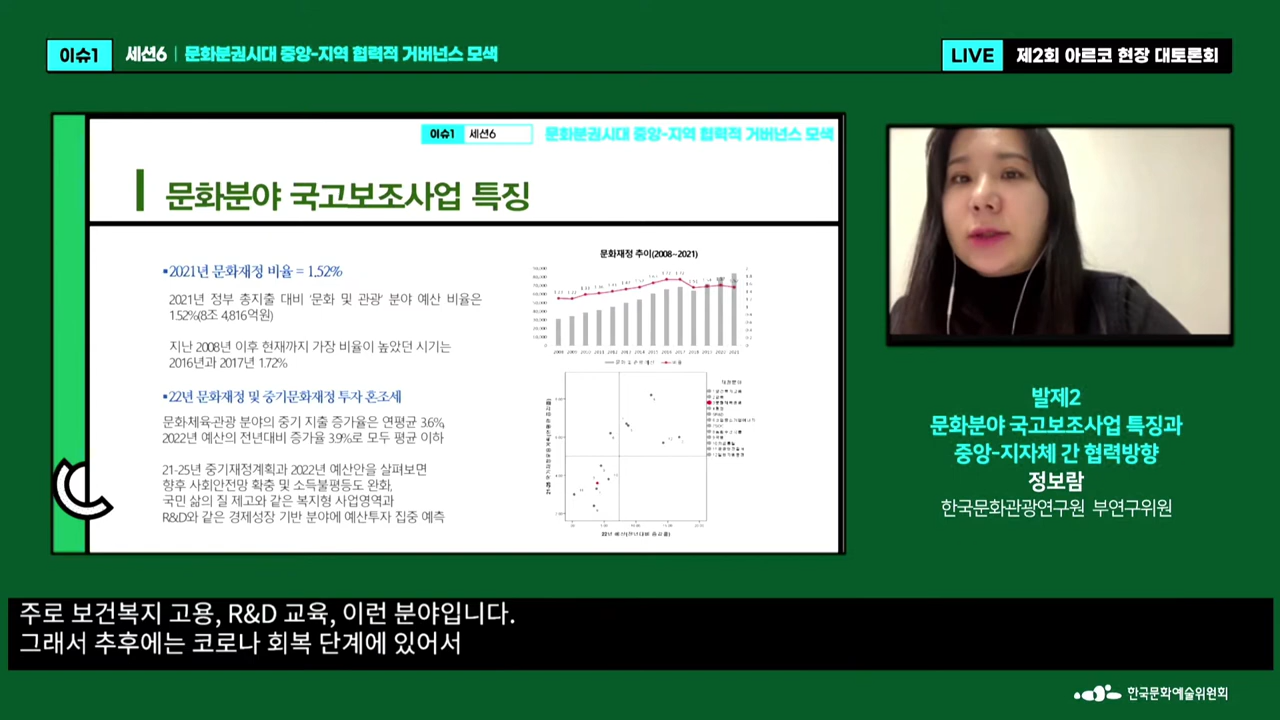 이슈1 세션6 | 문화분권시대 중앙-지역 협력적 거버넌스 모색
LIVE 제2회 아르코 현장 대토론회
이슈1 세션6 문화분권시대 중앙-지역 협력적 거버넌스 모색
문화분야 국고보조사업 특징
▪2021년 문화재정 비율 = 1.52%
2021년 정부 총지출 대비 '문화 및 관광' 분야 예산 비율은
1.52%(8조 4,816억원)
지난 2008년 이후 현재까지 가장 비율이 높았던 시기는
2016년과 2017년 1.72%
▪22년 문화재정 및 중기문화재정 투자 혼조세
문화체육관광 분야의 중기 지출 증가율은 연평균 3.6%,
2022년 예산의 전년대비 증가율 3.9%로 모두 평균 이하
21-25년 중기재정계획과 2022년 예산안을 살펴보면
향후 사회안전망 확충 및 소득불평등도 완화,
국민 삶의 질 제고와 같은 복지형 사업영역과
R&D와 같은 경제성장 기반 분야에 예산투자 집중 예측
문화재정 추이(2008~2021)
발제2
문화분야 국고보조사업 특징과
중앙-지자체 간 협력방향
정보람
한국문화관광연구원 부연구위원
주로 보건복지 고용, R&D 교육, 이런 분야입니다.
그래서 추후에는 코로나 회복 단계에 있어서
한국문화예술위원회